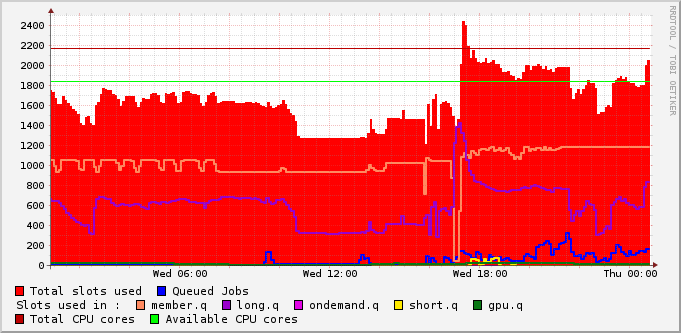 2400
2200
2000
1800
1600
1400
1200
1000
800
600
400
200
0
Wed 06:00 Wed 12:00 Wed 18:00 Thu 00:00
Total slots used Queued Jobs
Slots used in : member.q long.q ondemand.q short.q gpu.q
Total CPU cores Available CPU cores
RRDTOOL / TOBI OETIKER